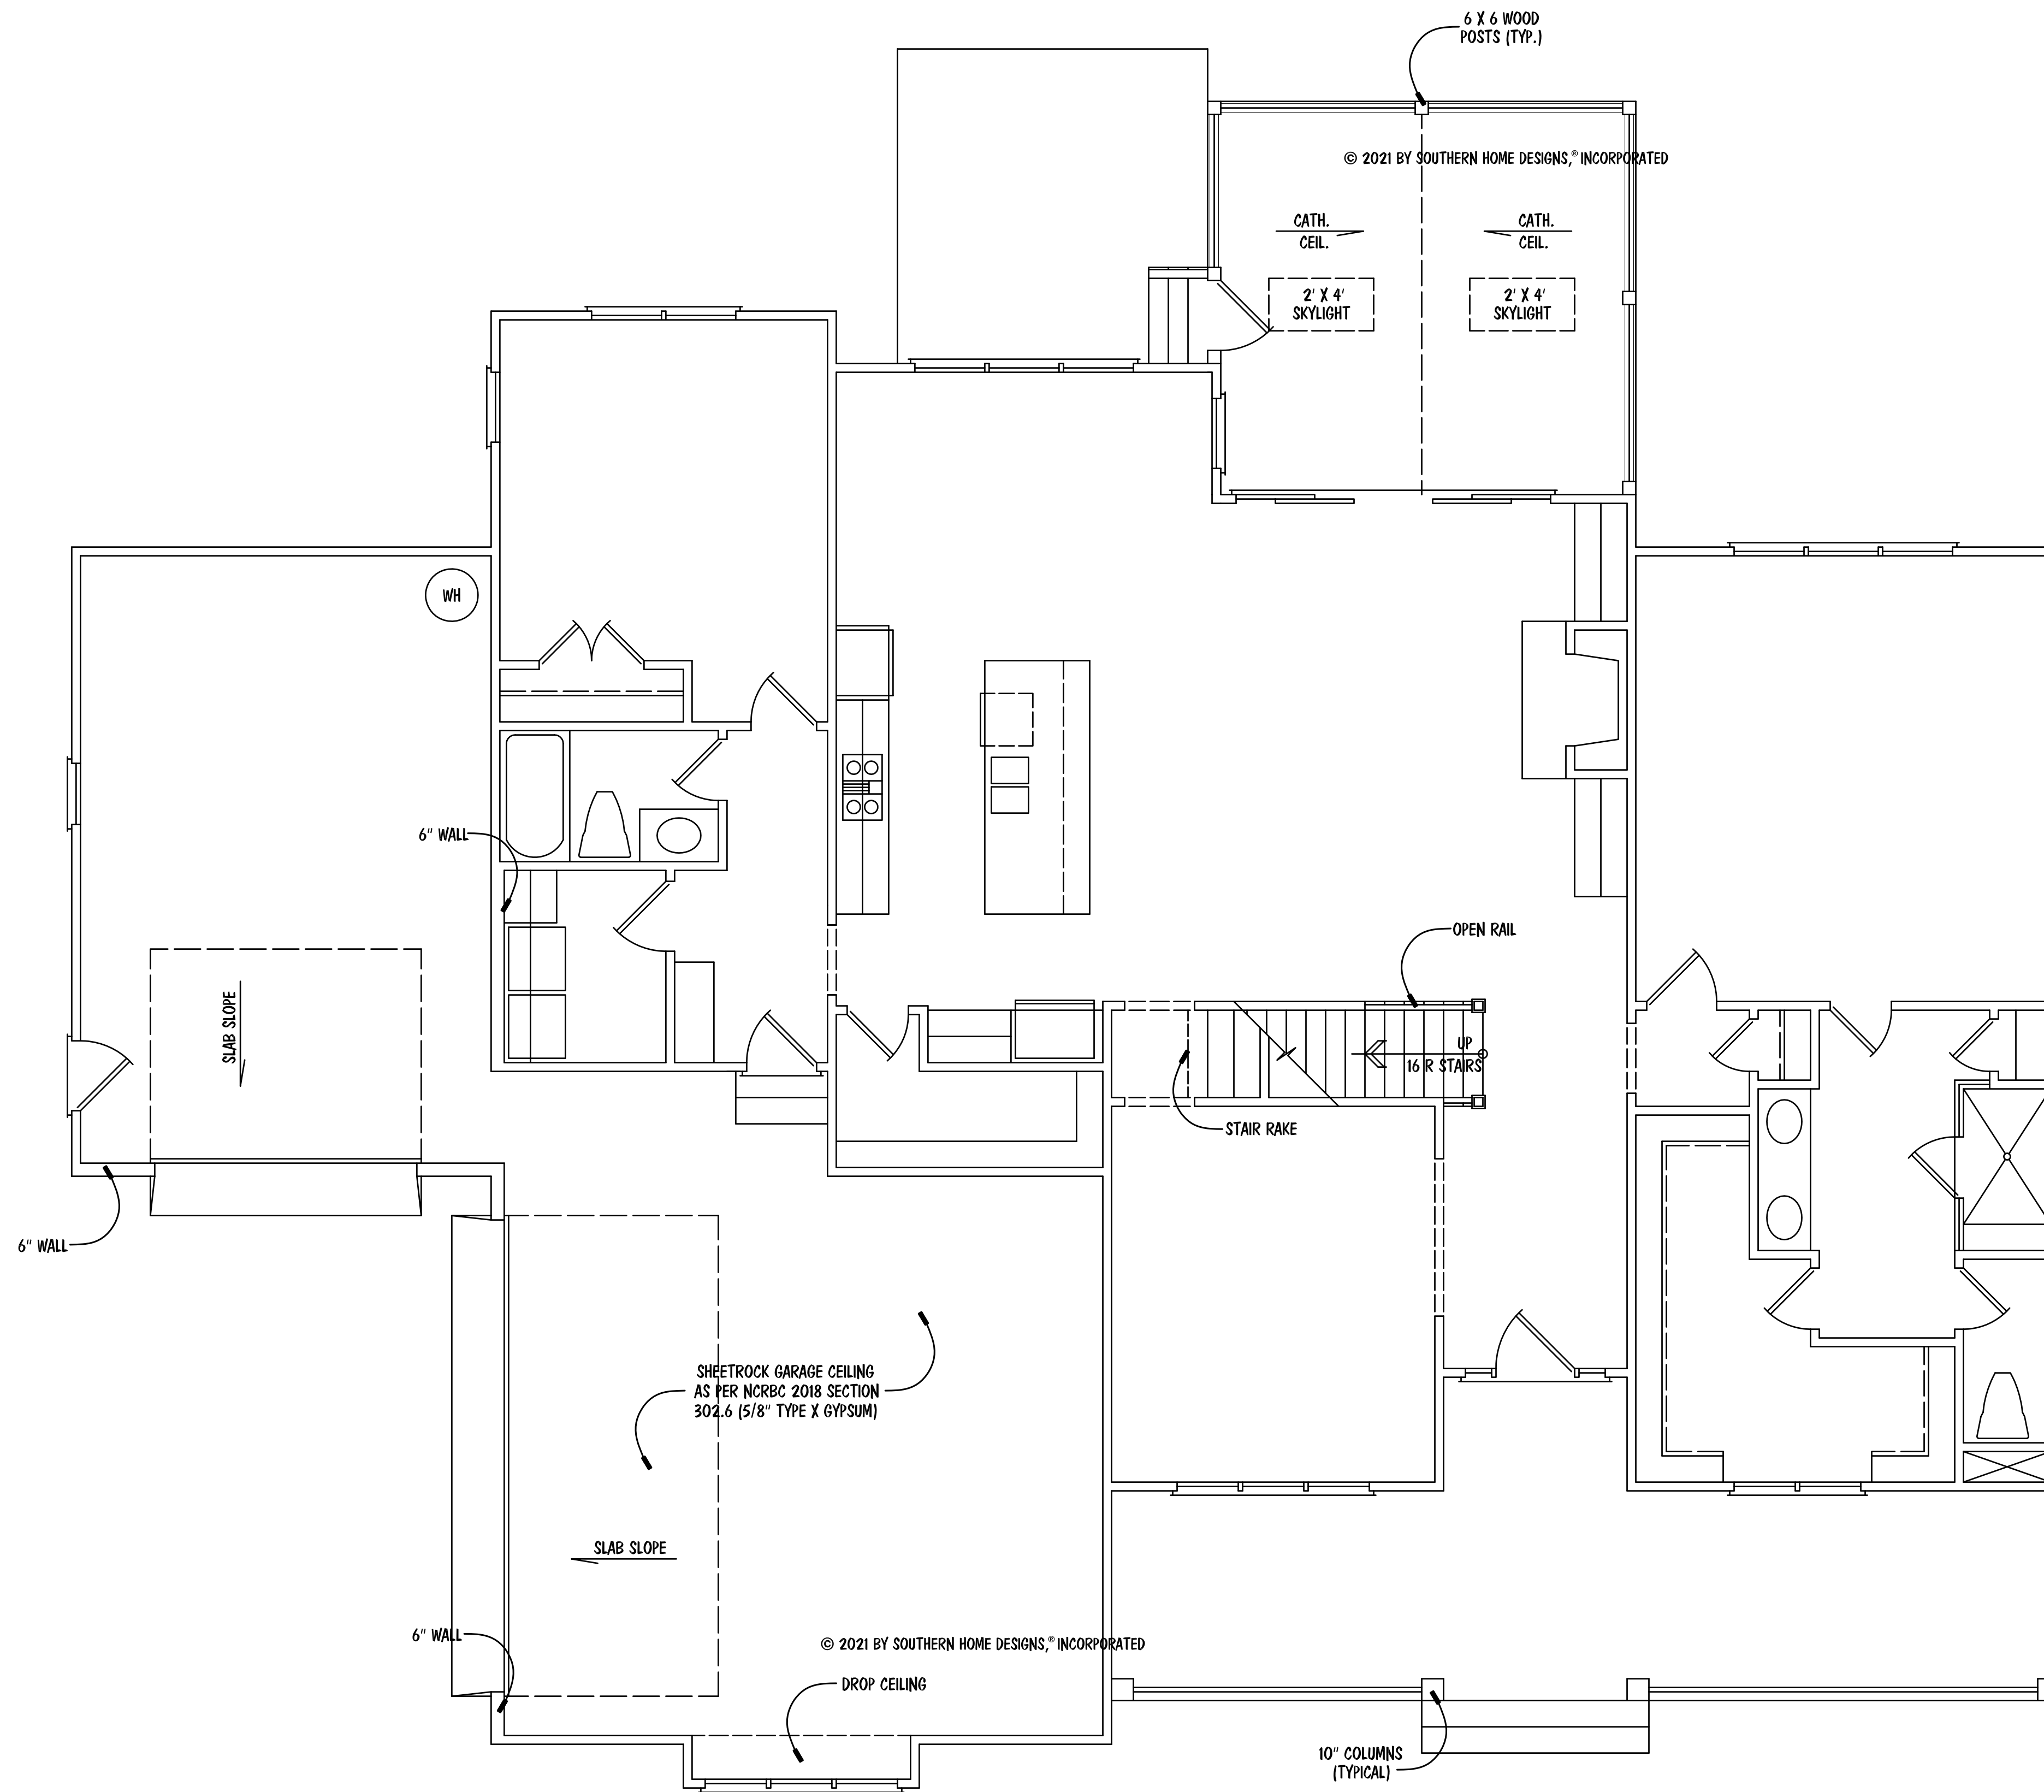 6 X 6 WOOD
POSTS (TYP.)
© 2021 BY SOUTHERN HOME DESIGNS,® INCORPORATED
CATH.
CEIL.
CATH.
CEIL.
2' X 4'
SKYLIGHT
2' X 4'
SKYLIGHT
WH
6" WALL
OPEN RAIL
SLAB SLOPE
UP
16 R STAIRS
STAIR RAKE
6" WALL
SHEETROCK GARAGE CEILING
AS PER NCRBC 2018 SECTION
302.6 (5/8" TYPE X GYPSUM)
SLAB SLOPE
6" WALL
© 2021 BY SOUTHERN HOME DESIGNS,® INCORPORATED
DROP CEILING
10" COLUMNS
(TYPICAL)